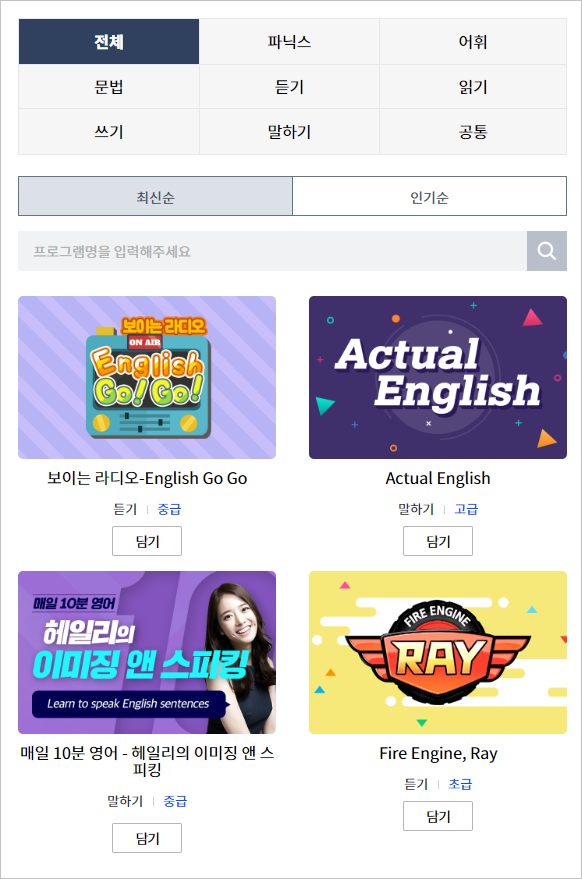 전체 파닉스 어휘
문법 듣기 읽기
쓰기 말하기 공통
최신순 인기순
프로그램명을 입력해주세요
보이는 라디오
ON AIR
English
Go! Go!
Actual
English
보이는 라디오-English Go Go
듣기 중급
담기
Actual English
말하기 고급
담기
매일 10분 영어
헤일리의
이미징 앤 스피킹
Learn to speak English sentences
FIRE ENGINE
RAY
매일 10분 영어 - 헤일리의 이미징 앤 스
피킹
말하기 중급
담기
Fire Engine, Ray
듣기 초급
담기